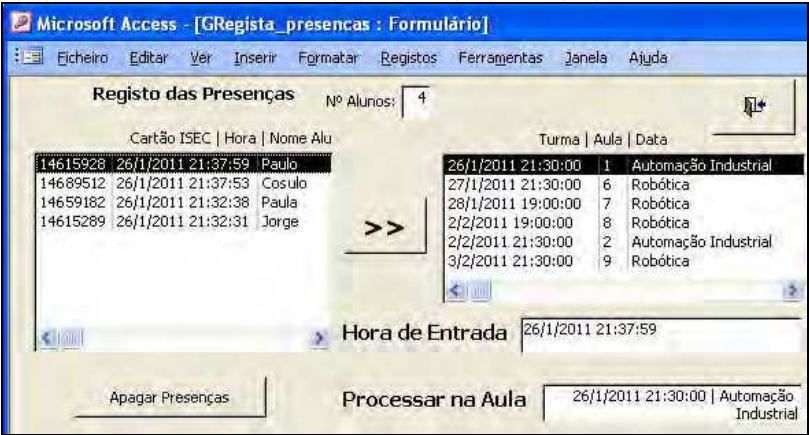 Microsoft Access - [GRegista_presencas : Formulário]
Ficheiro Editar Ver Inserir Formatar Registos Ferramentas Janela Ajuda
Registo das Presenças Nº Alunos: 4
Cartão ISEC | Hora | Nome Alu
14615928 26/1/2011 21:37:59 Paulo
14689512 26/1/2011 21:37:53 Cosulo
14659182 26/1/2011 21:32:38 Paula
14615289 26/1/2011 21:32:31 Jorge
>>
Turma | Aula | Data
26/1/2011 21:30:00 1 Automação Industrial
27/1/2011 21:30:00 6 Robótica
28/1/2011 19:00:00 7 Robótica
2/2/2011 19:00:00 8 Robótica
2/2/2011 21:30:00 2 Automação Industrial
3/2/2011 21:30:00 9 Robótica
Hora de Entrada 26/1/2011 21:37:59
Apagar Presenças
Processar na Aula 26/1/2011 21:30:00 | Automação
Industrial